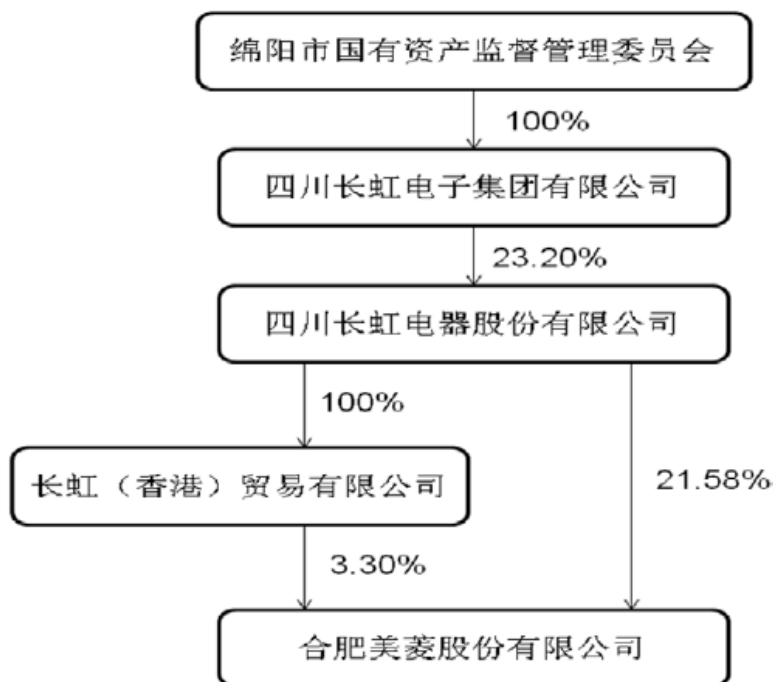 绵阳市国有资产监督管理委员会
100%
四川长虹电子集团有限公司
23.20%
四川长虹电器股份有限公司
100%
长虹（香港）贸易有限公司
21.58%
3.30%
合肥美菱股份有限公司